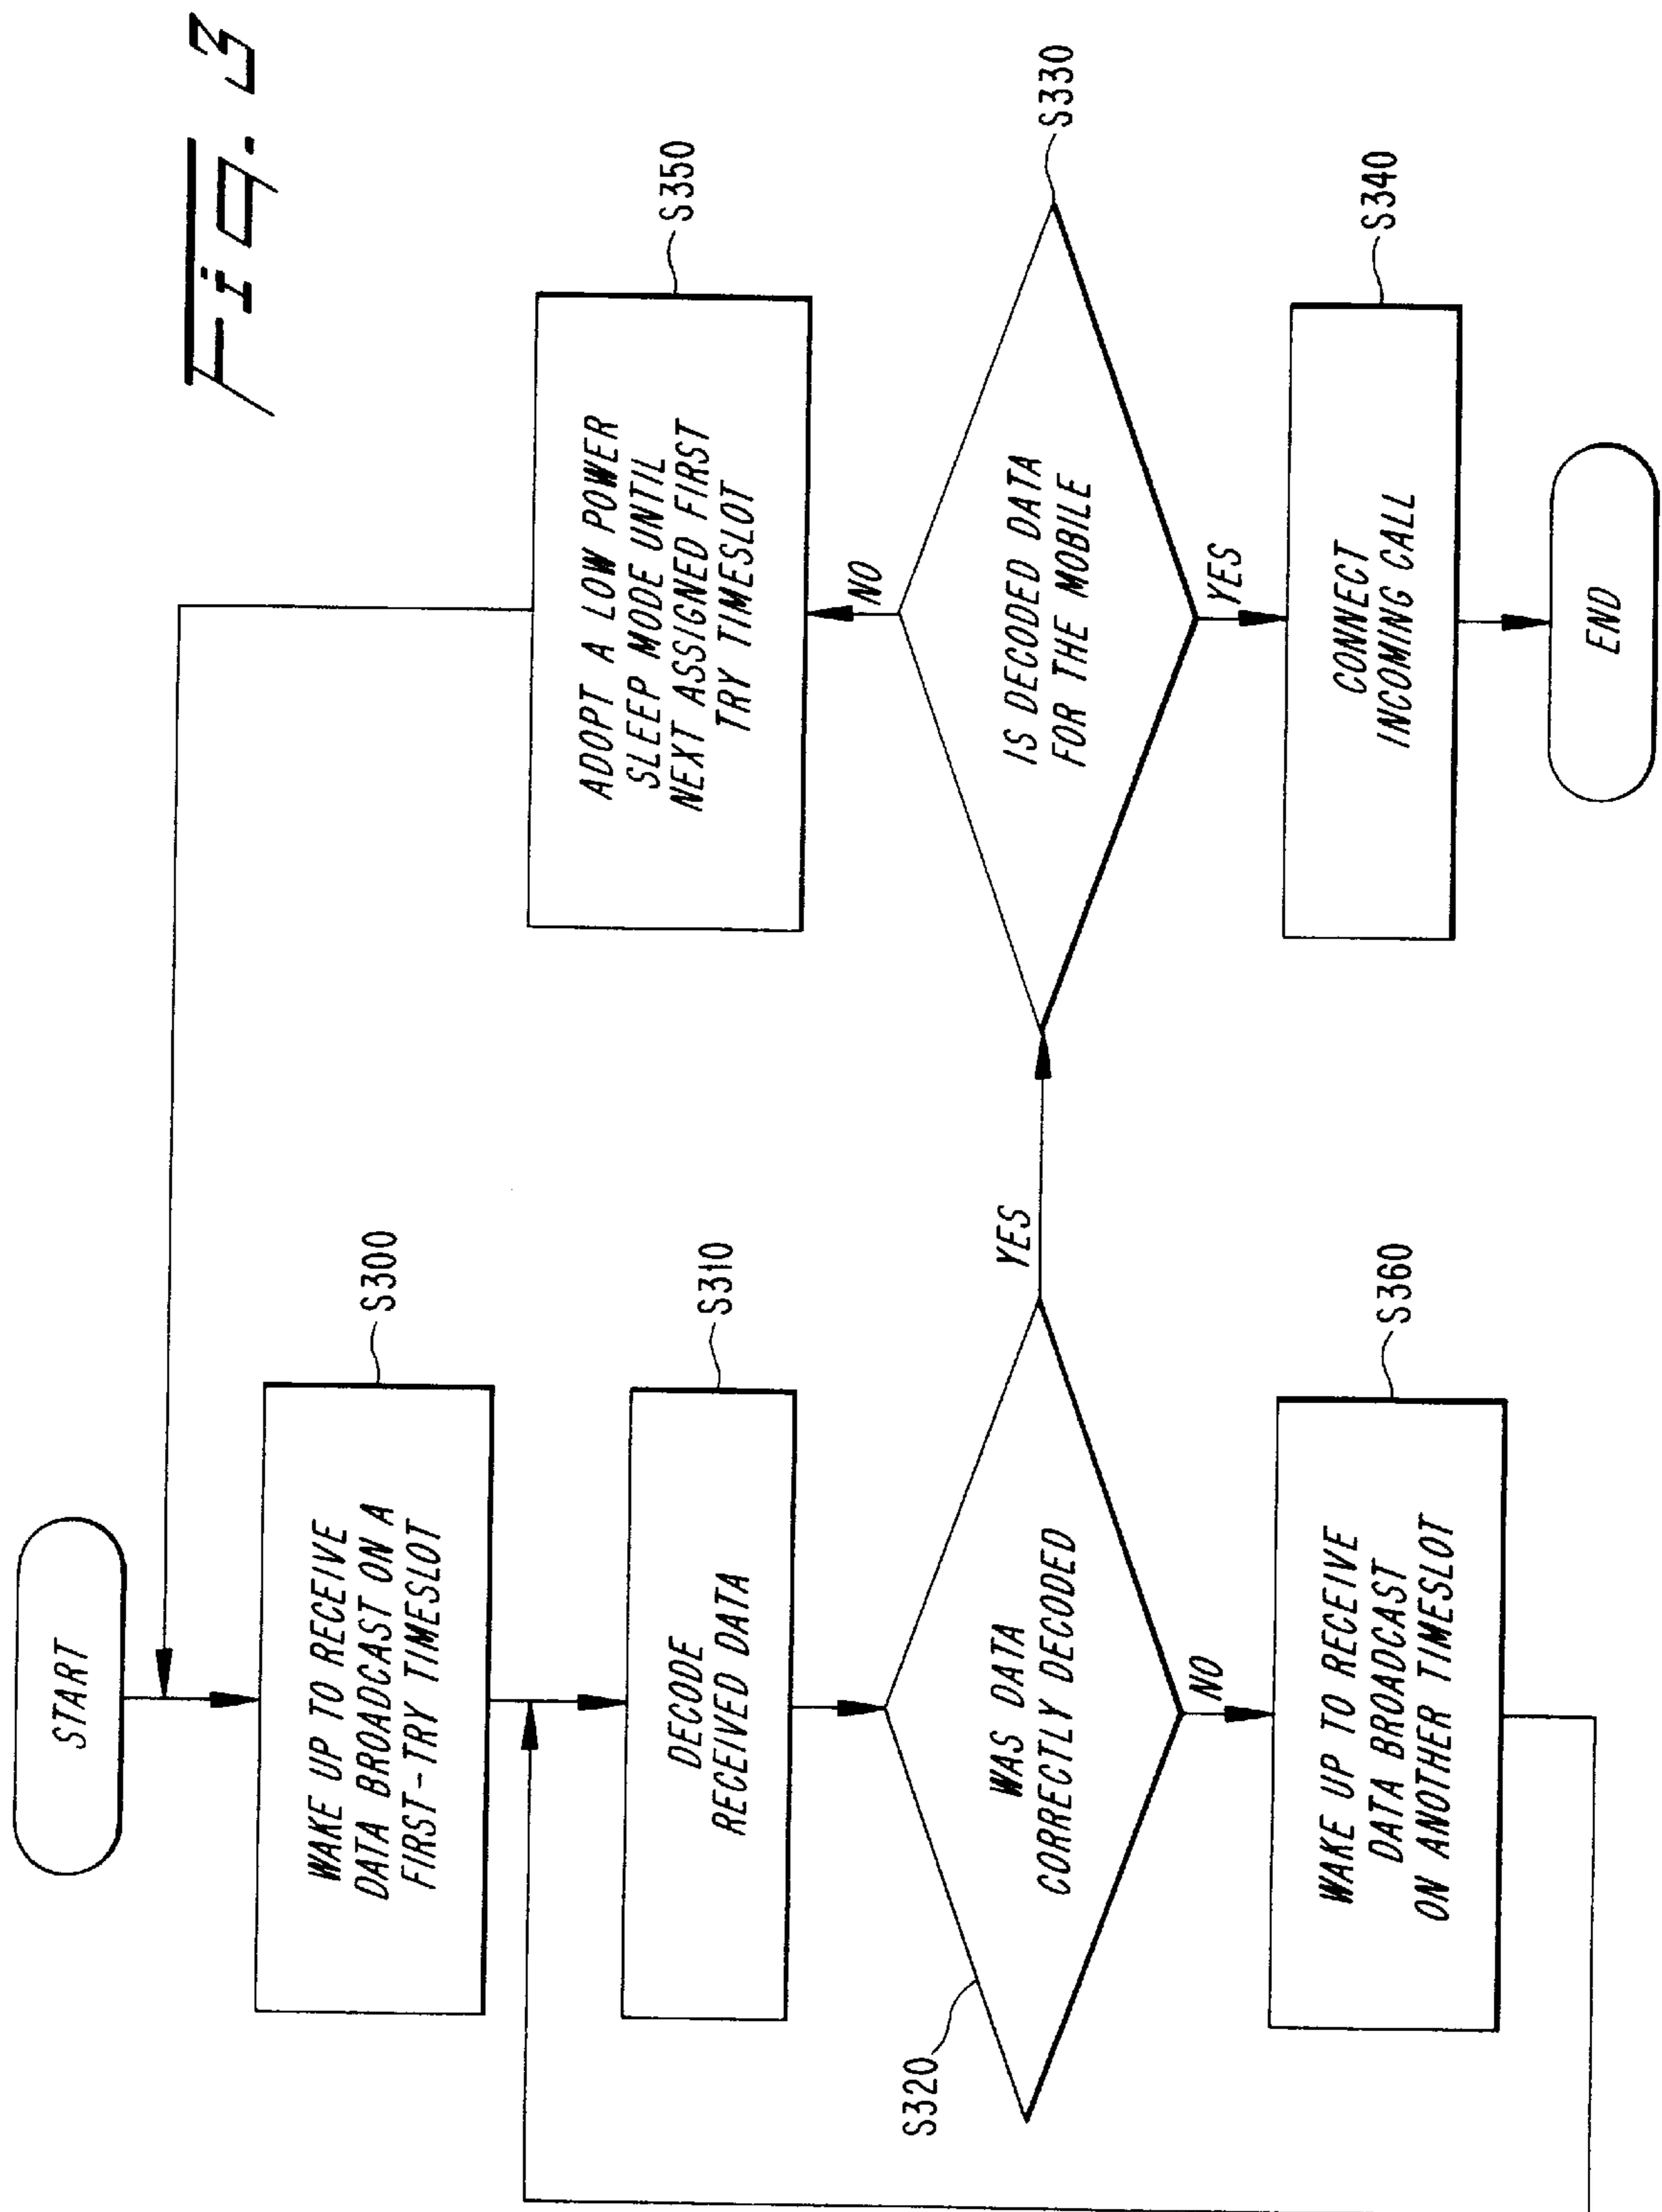 Fig. 3
START
WAKE UP TO RECEIVE
DATA BROADCAST ON A
FIRST-TRY TIMESLOT
S300
DECODE
RECEIVED DATA
S310
WAS DATA
CORRECTLY DECODED
S320
YES
NO
WAKE UP TO RECEIVE
DATA BROADCAST
ON ANOTHER TIMESLOT
S360
ADOPT A LOW POWER
SLEEP MODE UNTIL
NEXT ASSIGNED FIRST
TRY TIMESLOT
S350
NO
IS DECODED DATA
FOR THE MOBILE
S330
YES
CONNECT
INCOMING CALL
S340
END